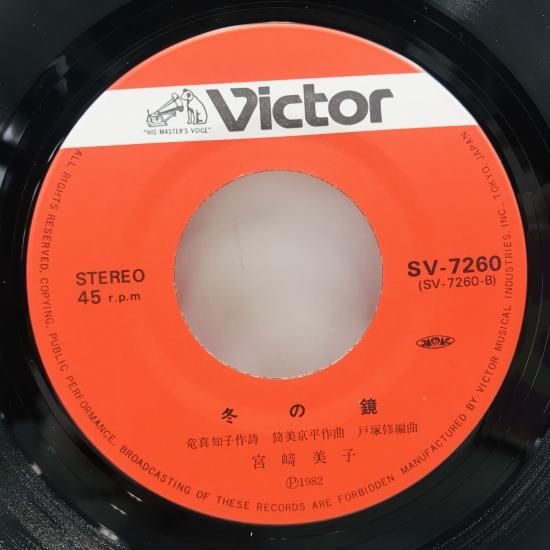 Victor
"HIS MASTER'S VOICE"
STEREO
45 r.p.m
SV-7260
(SV-7260-B)
JASRAC
冬の鏡
竜真知子作詩 筒美京平作曲 戸塚修編曲
宮﨑美子
Ⓟ1982
ALL RIGHTS RESERVED, COPYING, PUBLIC PERFORMANCE, BROADCASTING OF THESE RECORDS ARE FORBIDDEN MANUFACTURED BY VICTOR MUSICAL INDUSTRIES, INC., TOKYO, JAPAN